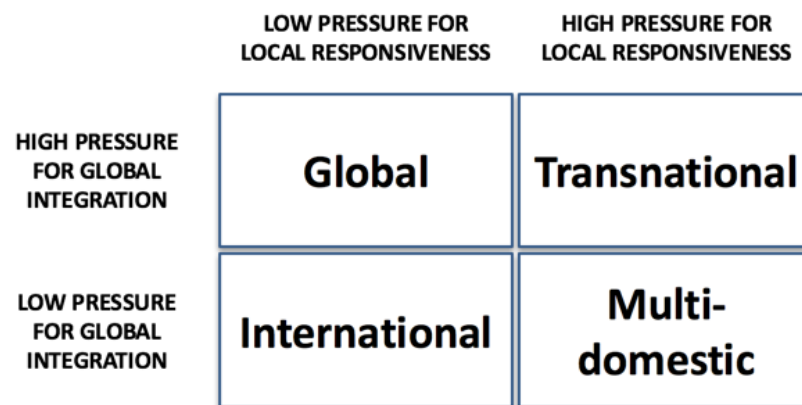 LOW PRESSURE FOR
LOCAL RESPONSIVENESS
HIGH PRESSURE FOR
LOCAL RESPONSIVENESS
HIGH PRESSURE
FOR GLOBAL
INTEGRATION
Global
Transnational
LOW PRESSURE
FOR GLOBAL
INTEGRATION
International
Multi-
domestic